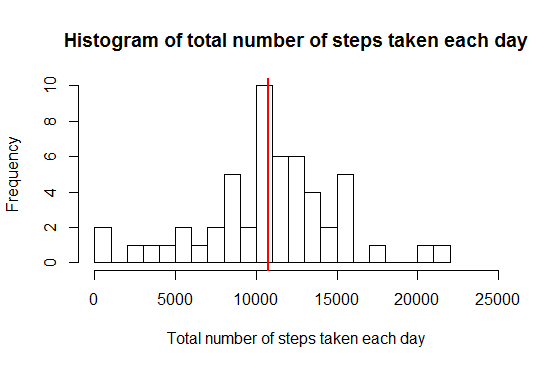 Histogram of total number of steps taken each day
Frequency
10
8
6
4
2
0
0 5000 10000 15000 20000 25000
Total number of steps taken each day